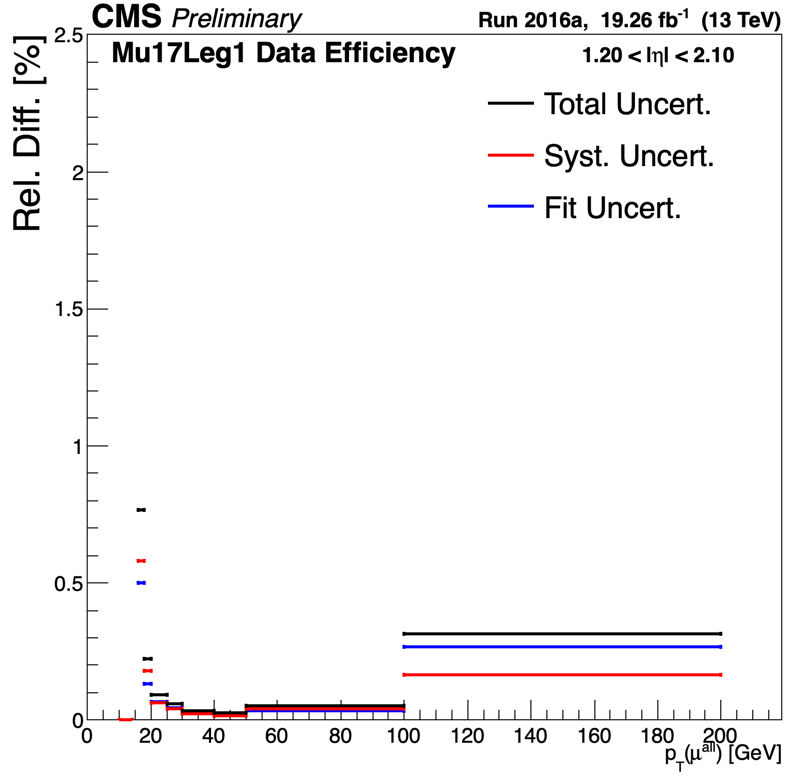 CMS Preliminary Run 2016a, 19.26 fb⁻¹ (13 TeV)
Mu17Leg1 Data Efficiency 1.20 < |η| < 2.10
Total Uncert.
Syst. Uncert.
Fit Uncert.
Rel. Diff. [%]
2.5
2
1.5
1
0.5
0
0 20 40 60 80 100 120 140 160 180 200
p_T(μ^all) [GeV]